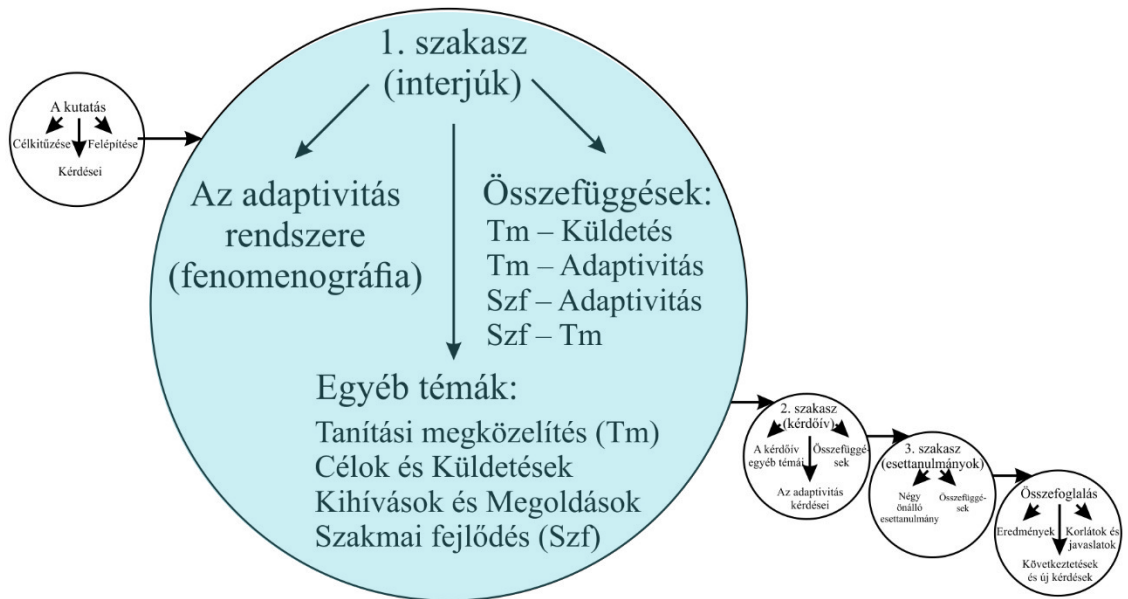 A kutatás
Célkitűzése
Felépítése
Kérdései
1. szakasz
(interjúk)
Az adaptivitás
rendszere
(fenomenográfia)
Összefüggések:
Tm – Küldetés
Tm – Adaptivitás
Szf – Adaptivitás
Szf – Tm
Egyéb témák:
Tanítási megközelítés (Tm)
Célok és Küldetések
Kihívások és Megoldások
Szakmai fejlődés (Szf)
2. szakasz
(kérdőív)
A kérdőív
egyéb témái
Összefüggé-
sek
Az adaptivitás
kérdései
3. szakasz
(esettanulmányok)
Négy
önálló
esettanulmány
Összefüggé-
sek
Összefoglalás
Eredmények
Korlátok és
javaslatok
Következtetések
és új kérdések